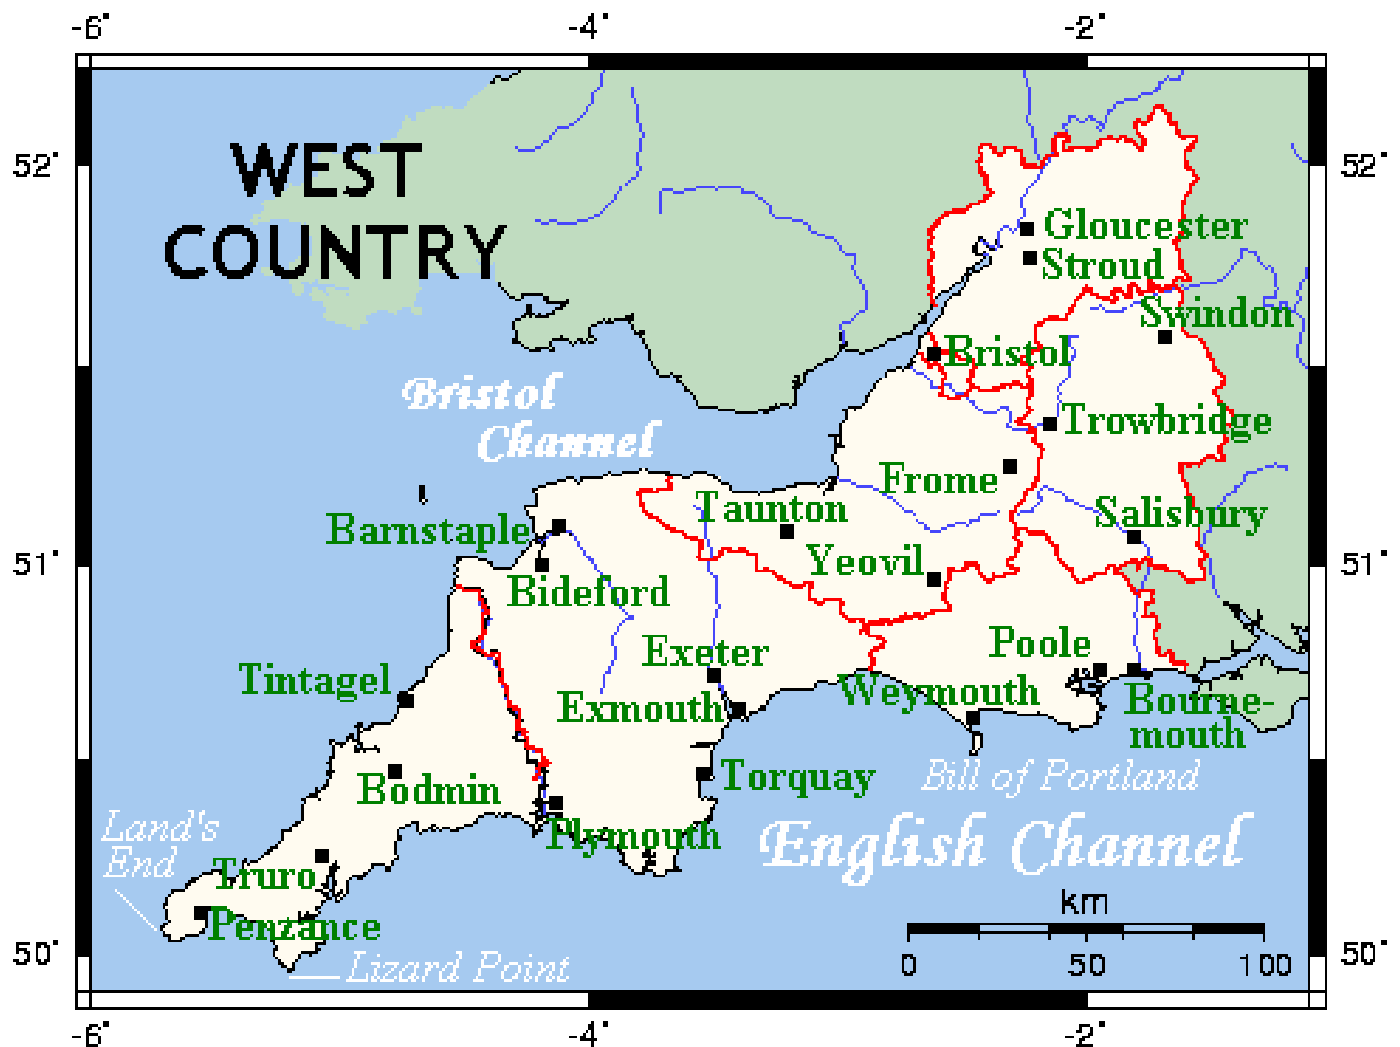 -6°
-4°
-2°
52°
52°
WEST
COUNTRY
Gloucester
Stroud
Swindon
Bristol
Bristol
Channel
Trowbridge
Frome
Taunton
Salisbury
Barnstaple
Yeovil
51°
51°
Bideford
Poole
Exeter
Tintagel
Weymouth
Exmouth
Bourne-
mouth
Torquay
Bill of Portland
Bodmin
Land's
End
Plymouth
English Channel
Truro
km
Penzance
50°
50°
Lizard Point
0
50
100
-6°
-4°
-2°